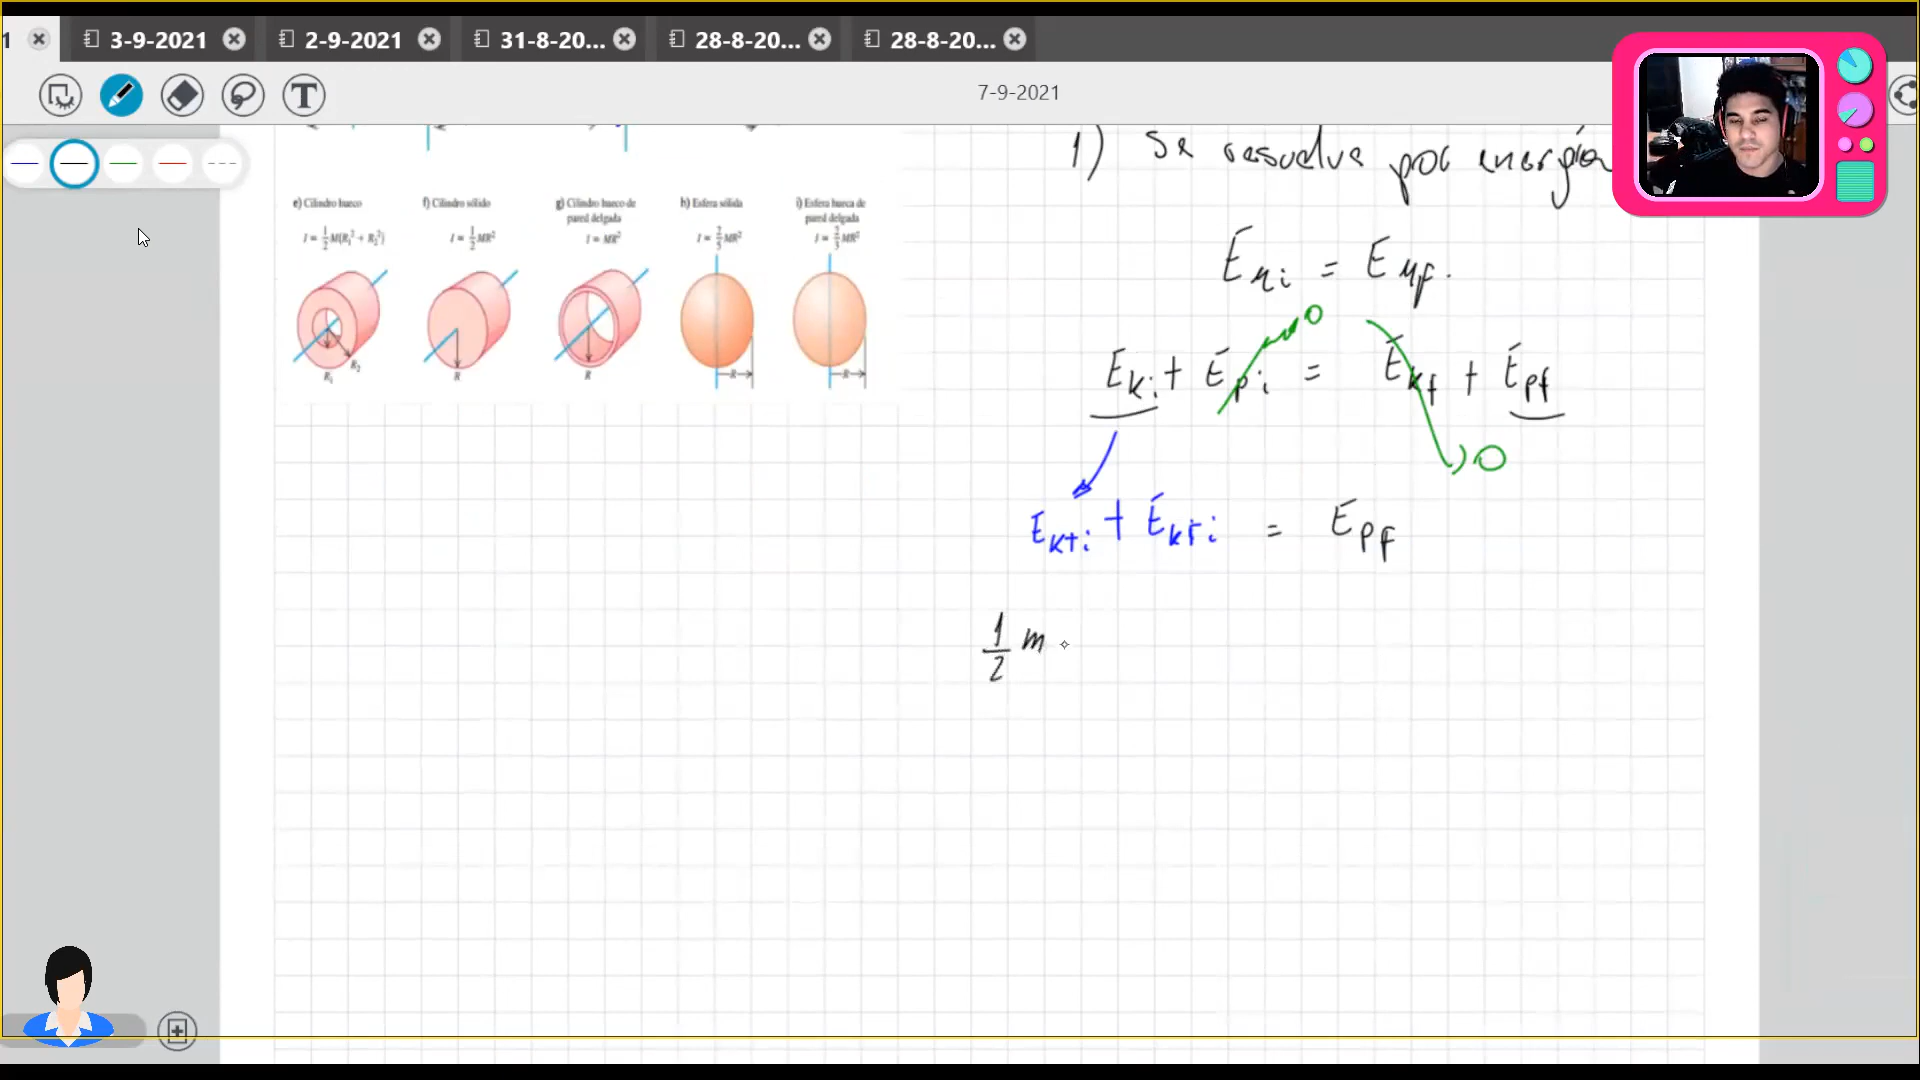 1
3-9-2021
2-9-2021
31-8-20...
28-8-20...
28-8-20...
T
7-9-2021
e) Cilindro hueco
I = 1/2 M(R₁² + R₂²)
R₁
R₂
f) Cilindro sólido
I = 1/2 MR²
R
g) Cilindro hueco de
pared delgada
I = MR²
R
h) Esfera sólida
I = 2/5 MR²
R
i) Esfera hueca de
pared delgada
I = 2/3 MR²
R
1) Se resuelve por energía
E_Mi = E_Mf.
E_ki + E_pi = E_kf + E_pf
0
0
E_kti + E_kri = E_pf
1/2 m